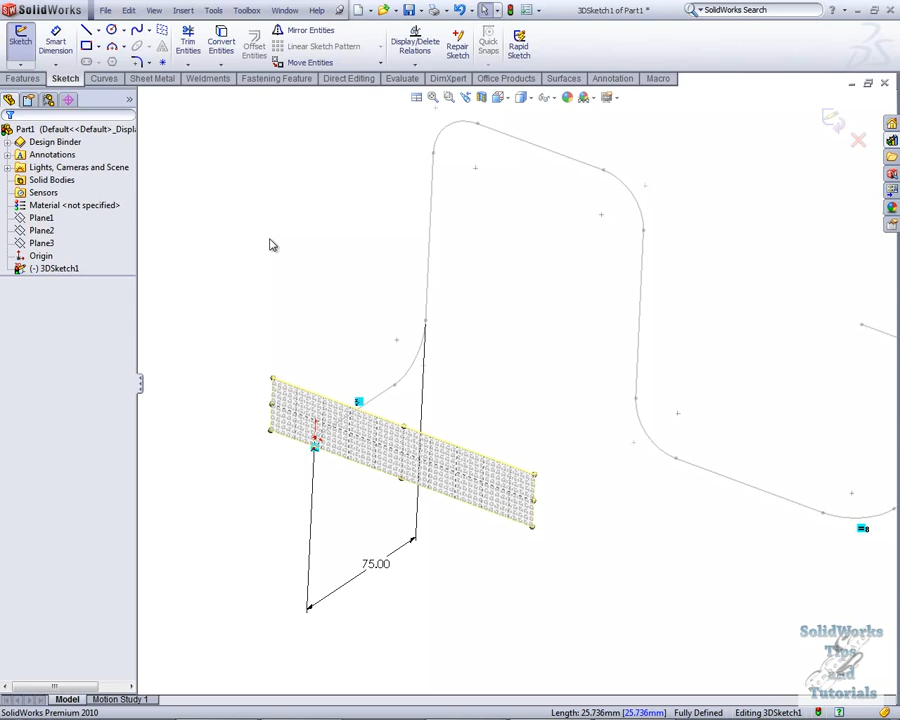 SolidWorks File Edit View Insert Tools Toolbox Window Help 3DSketch1 of Part1 * SolidWorks Search
Sketch Smart Dimension Trim Entities Convert Entities Offset Entities Mirror Entities Linear Sketch Pattern Move Entities Display/Delete Relations Repair Sketch Quick Snaps Rapid Sketch
Features Sketch Curves Sheet Metal Weldments Fastening Feature Direct Editing Evaluate DimXpert Office Products Surfaces Annotation Macro
Part1 (Default<<Default>_Displ
Design Binder
Annotations
Lights, Cameras and Scene
Solid Bodies
Sensors
Material <not specified>
Plane1
Plane2
Plane3
Origin
(-) 3DSketch1
8
75.00
SolidWorks
Tips
and
Tutorials
Model Motion Study 1
SolidWorks Premium 2010 Length: 25.736mm [25.736mm] Fully Defined Editing 3DSketch1